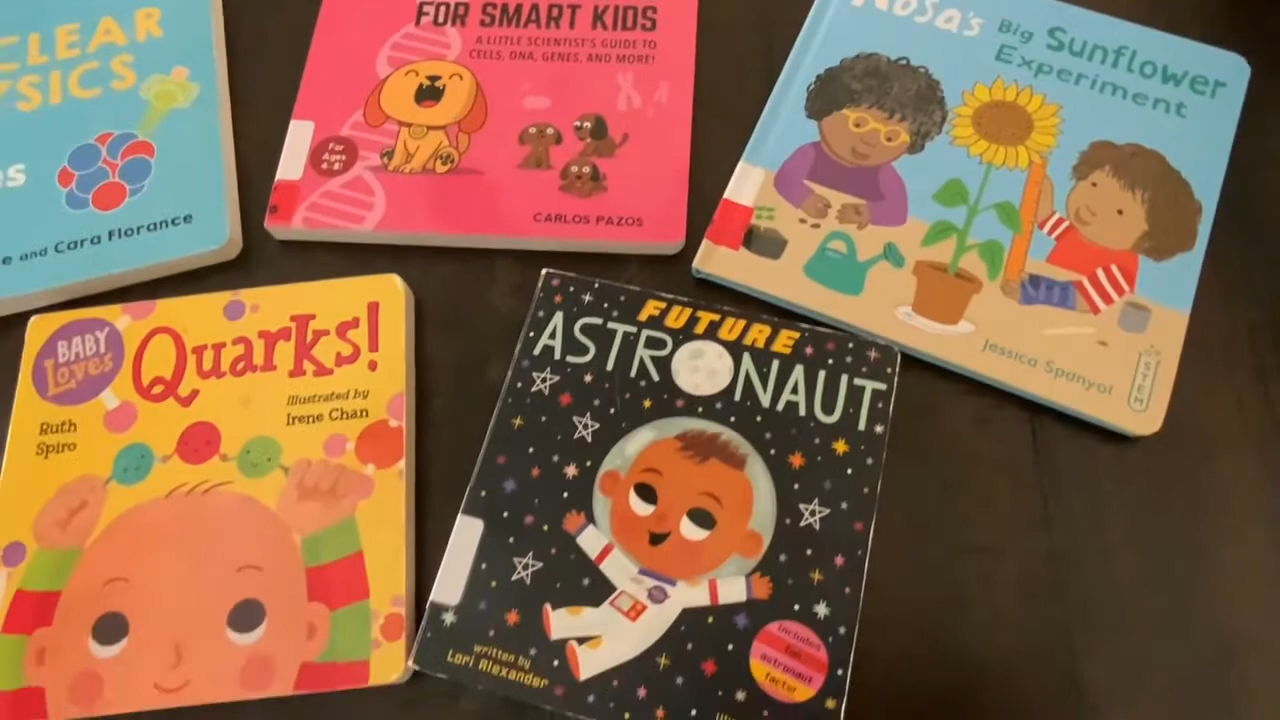 CLEAR
SICS
e and Cara Florance
FOR SMART KIDS
A LITTLE SCIENTIST'S GUIDE TO
CELLS, DNA, GENES, AND MORE!
For
Ages
4-8!
CARLOS PAZOS
Rosa's Big Sunflower
Experiment
Jessica Spanyol
STEM
BABY
Loves
Quarks!
Ruth
Spiro
Illustrated by
Irene Chan
FUTURE
ASTRONAUT
written by
Lori Alexander
includes
fun
astronaut
facts!